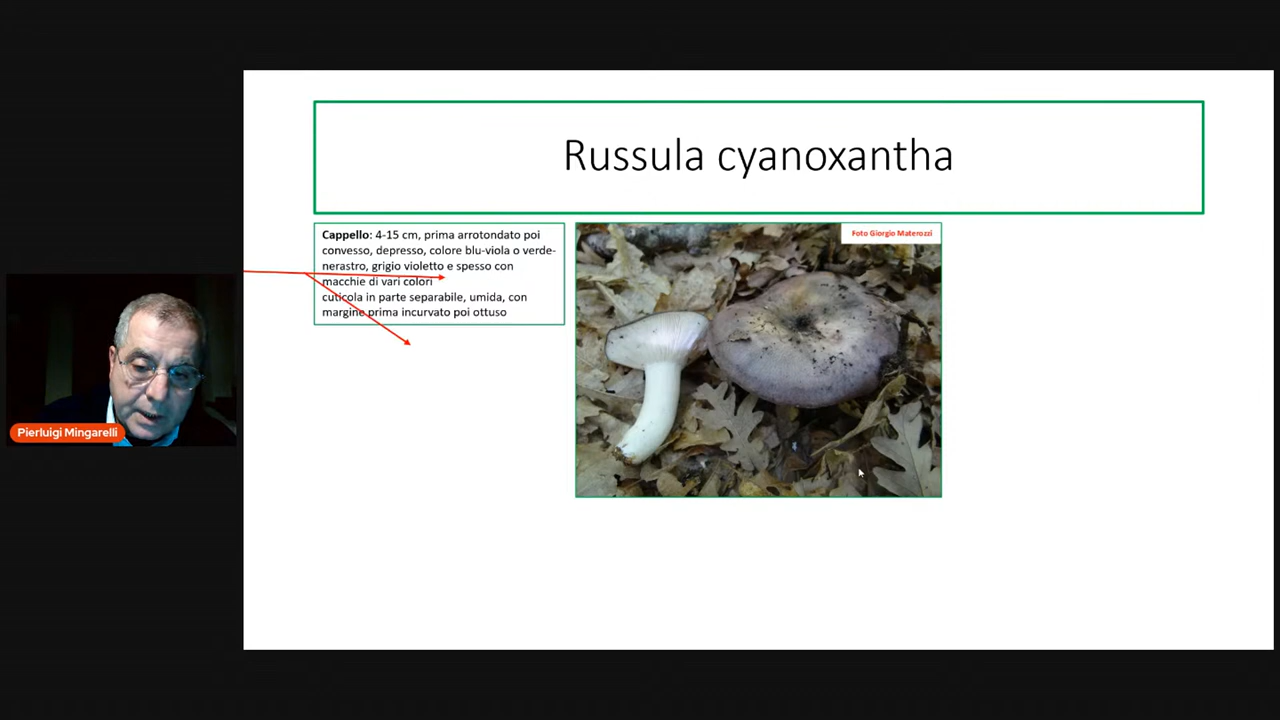 Russula cyanoxantha
Cappello: 4-15 cm, prima arrotondato poi
convesso, depresso, colore blu-viola o verde-
nerastro, grigio violetto e spesso con
macchie di vari colori
cuticola in parte separabile, umida, con
margine prima incurvato poi ottuso
Foto Giorgio Materozzi
Pierluigi Mingarelli